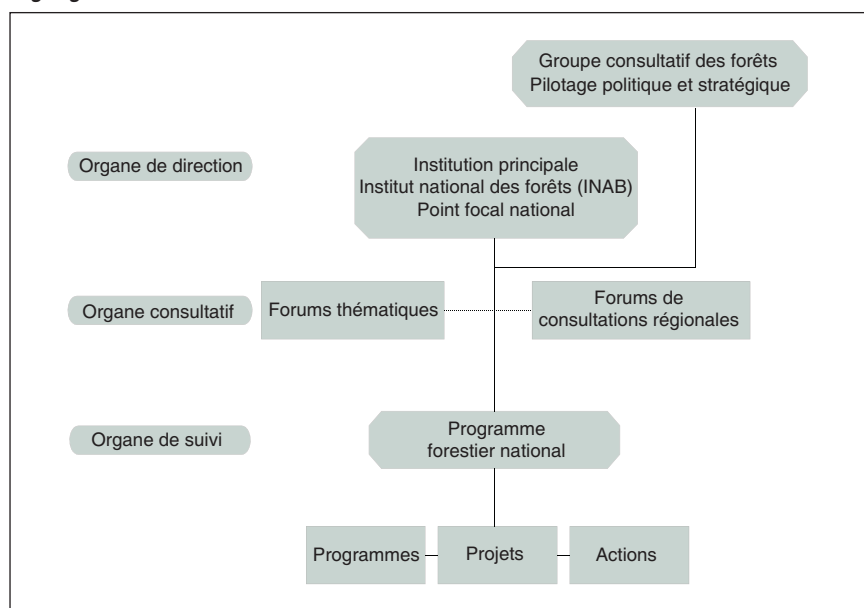 Groupe consultatif des forêts
Pilotage politique et stratégique
Organe de direction
Institution principale
Institut national des forêts (INAB)
Point focal national
Organe consultatif
Forums thématiques
Forums de
consultations régionales
Organe de suivi
Programme
forestier national
Programmes
Projets
Actions